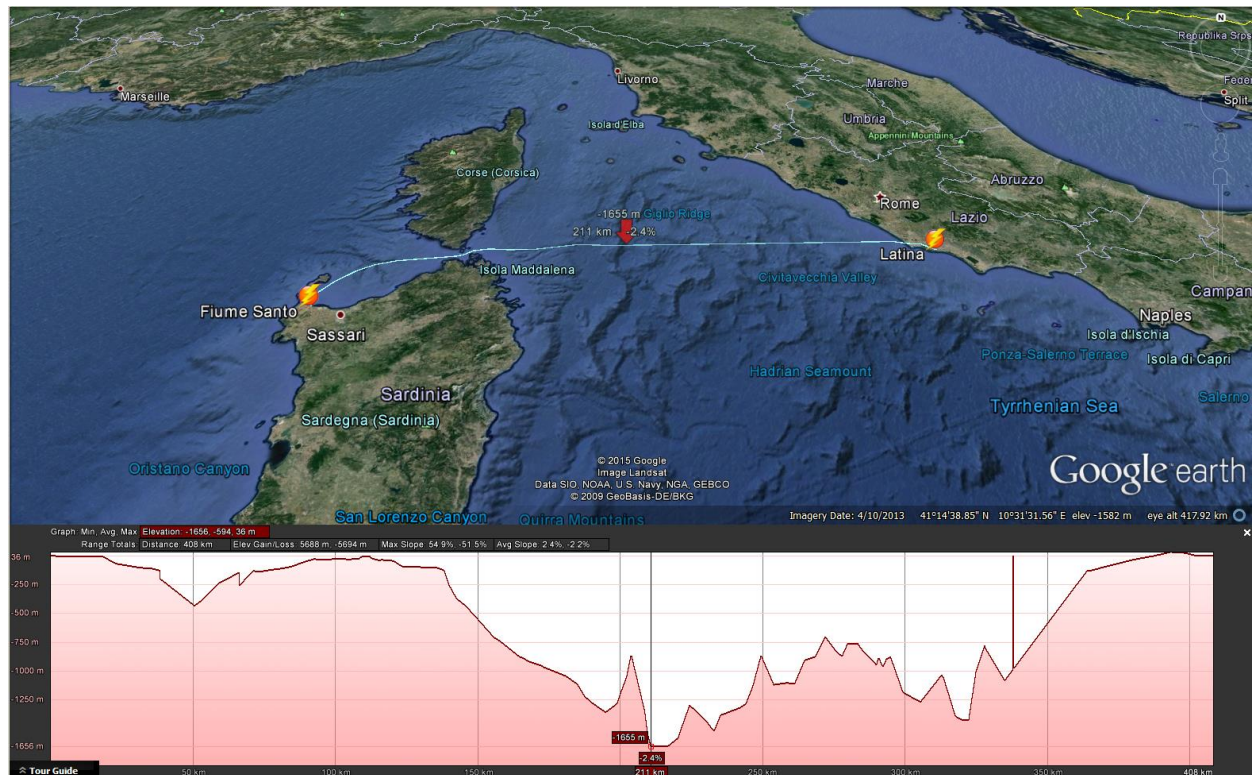 N
Republika Srps
Marseille
Livorno
Marche
Feder
Split
Isola d'Elba
Umbria
Appennini Mountains
Corse (Corsica)
Abruzzo
Rome
-1655 m Giglio Ridge
Lazio
211 km -2.4%
Latina
Isola Maddalena
Civitavecchia Valley
Campan
Fiume Santo
Naples
Sassari
Isola d'Ischia
Ponza-Salerno Terrace
Isola di Capri
Hadrian Seamount
Sardinia
Salerno
Tyrrhenian Sea
Sardegna (Sardinia)
Oristano Canyon
© 2015 Google
Image Landsat
Data SIO, NOAA, U.S. Navy, NGA, GEBCO
© 2009 GeoBasis-DE/BKG
Google earth
San Lorenzo Canyon
Quirra Mountains
Imagery Date: 4/10/2013 41°14'38.85" N 10°31'31.56" E elev -1582 m eye alt 417.92 km
Graph: Min, Avg, Max Elevation: -1656, -594, 36 m
Range Totals: Distance: 408 km Elev Gain/Loss: 5688 m, -5694 m Max Slope: 54.9%, -51.5% Avg Slope: 2.4%, -2.2%
36 m
-250 m
-500 m
-750 m
-1000 m
-1250 m
-1655 m
-1656 m
-2.4%
Tour Guide
50 km 100 km 150 km 211 km 250 km 300 km 350 km 408 km